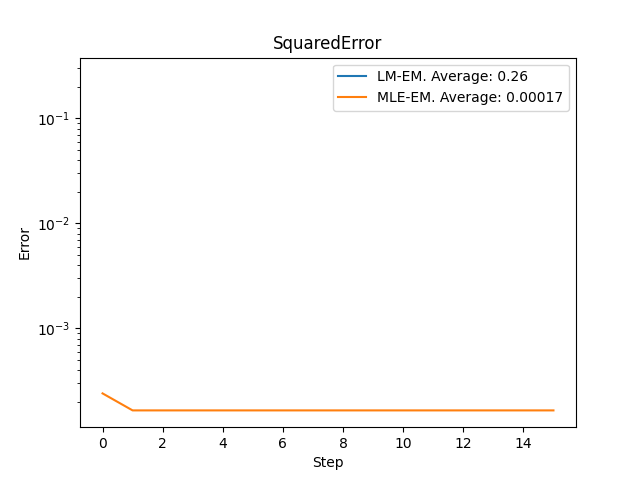 SquaredError
LM-EM. Average: 0.26
MLE-EM. Average: 0.00017
10⁻¹
10⁻²
10⁻³
Error
0 2 4 6 8 10 12 14
Step